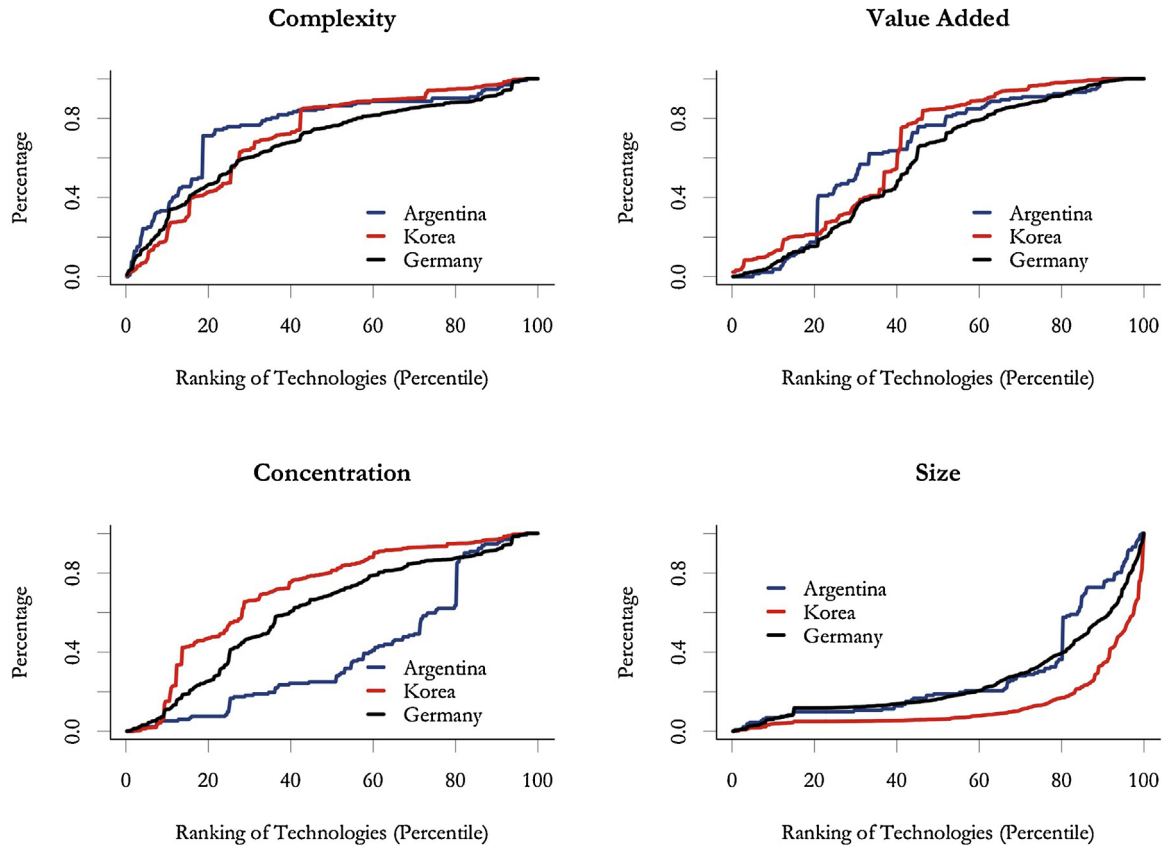 Complexity
Percentage
0.0
0.4
0.8
Argentina
Korea
Germany
0 20 40 60 80 100
Ranking of Technologies (Percentile)
Value Added
Percentage
0.0
0.4
0.8
Argentina
Korea
Germany
0 20 40 60 80 100
Ranking of Technologies (Percentile)
Concentration
Percentage
0.0
0.4
0.8
Argentina
Korea
Germany
0 20 40 60 80 100
Ranking of Technologies (Percentile)
Size
Percentage
0.0
0.4
0.8
Argentina
Korea
Germany
0 20 40 60 80 100
Ranking of Technologies (Percentile)